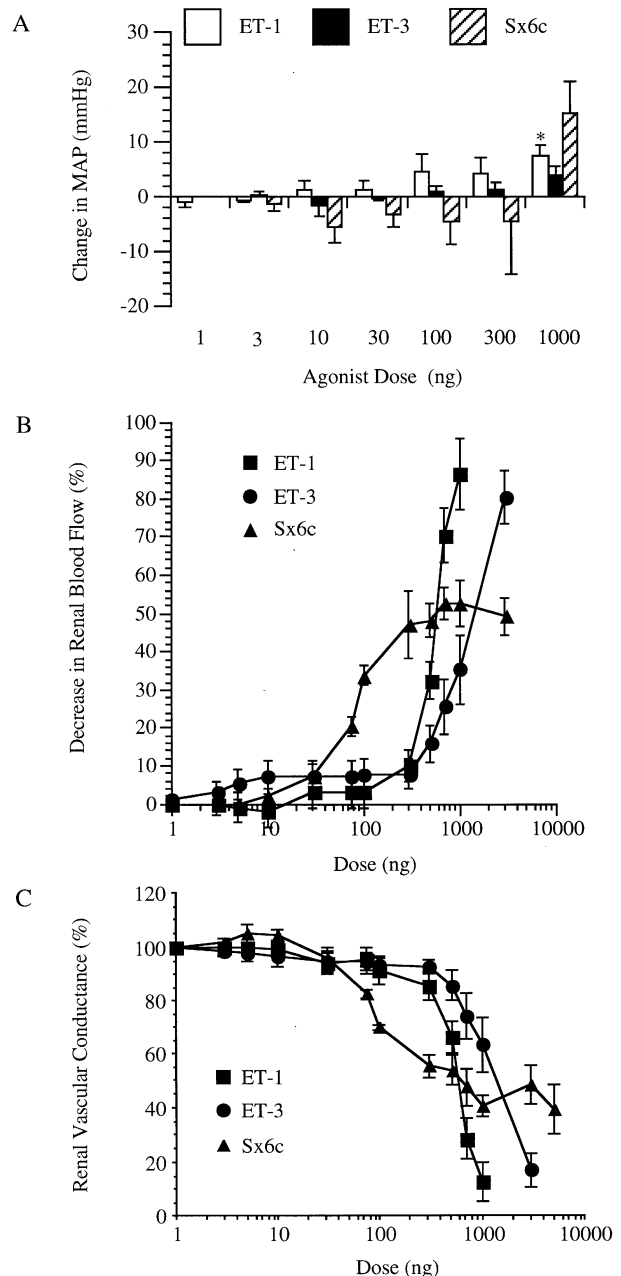 A
ET-1 ET-3 Sx6c
Change in MAP (mmHg)
30
20
10
0
-10
-20
*
1 3 10 30 100 300 1000
Agonist Dose (ng)
B
Decrease in Renal Blood Flow (%)
100
90
80
70
60
50
40
30
20
10
0
ET-1
ET-3
Sx6c
1 10 100 1000 10000
Dose (ng)
C
Renal Vascular Conductance (%)
120
100
80
60
40
20
0
ET-1
ET-3
Sx6c
1 10 100 1000 10000
Dose (ng)